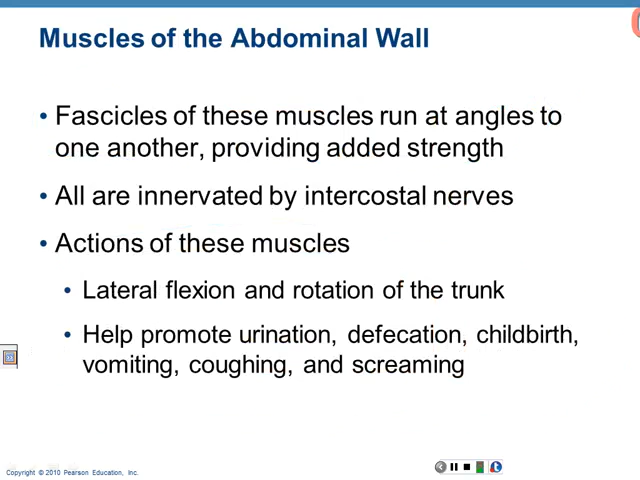 Muscles of the Abdominal Wall
• Fascicles of these muscles run at angles to
one another, providing added strength
• All are innervated by intercostal nerves
• Actions of these muscles
• Lateral flexion and rotation of the trunk
• Help promote urination, defecation, childbirth,
vomiting, coughing, and screaming
Copyright © 2010 Pearson Education, Inc.